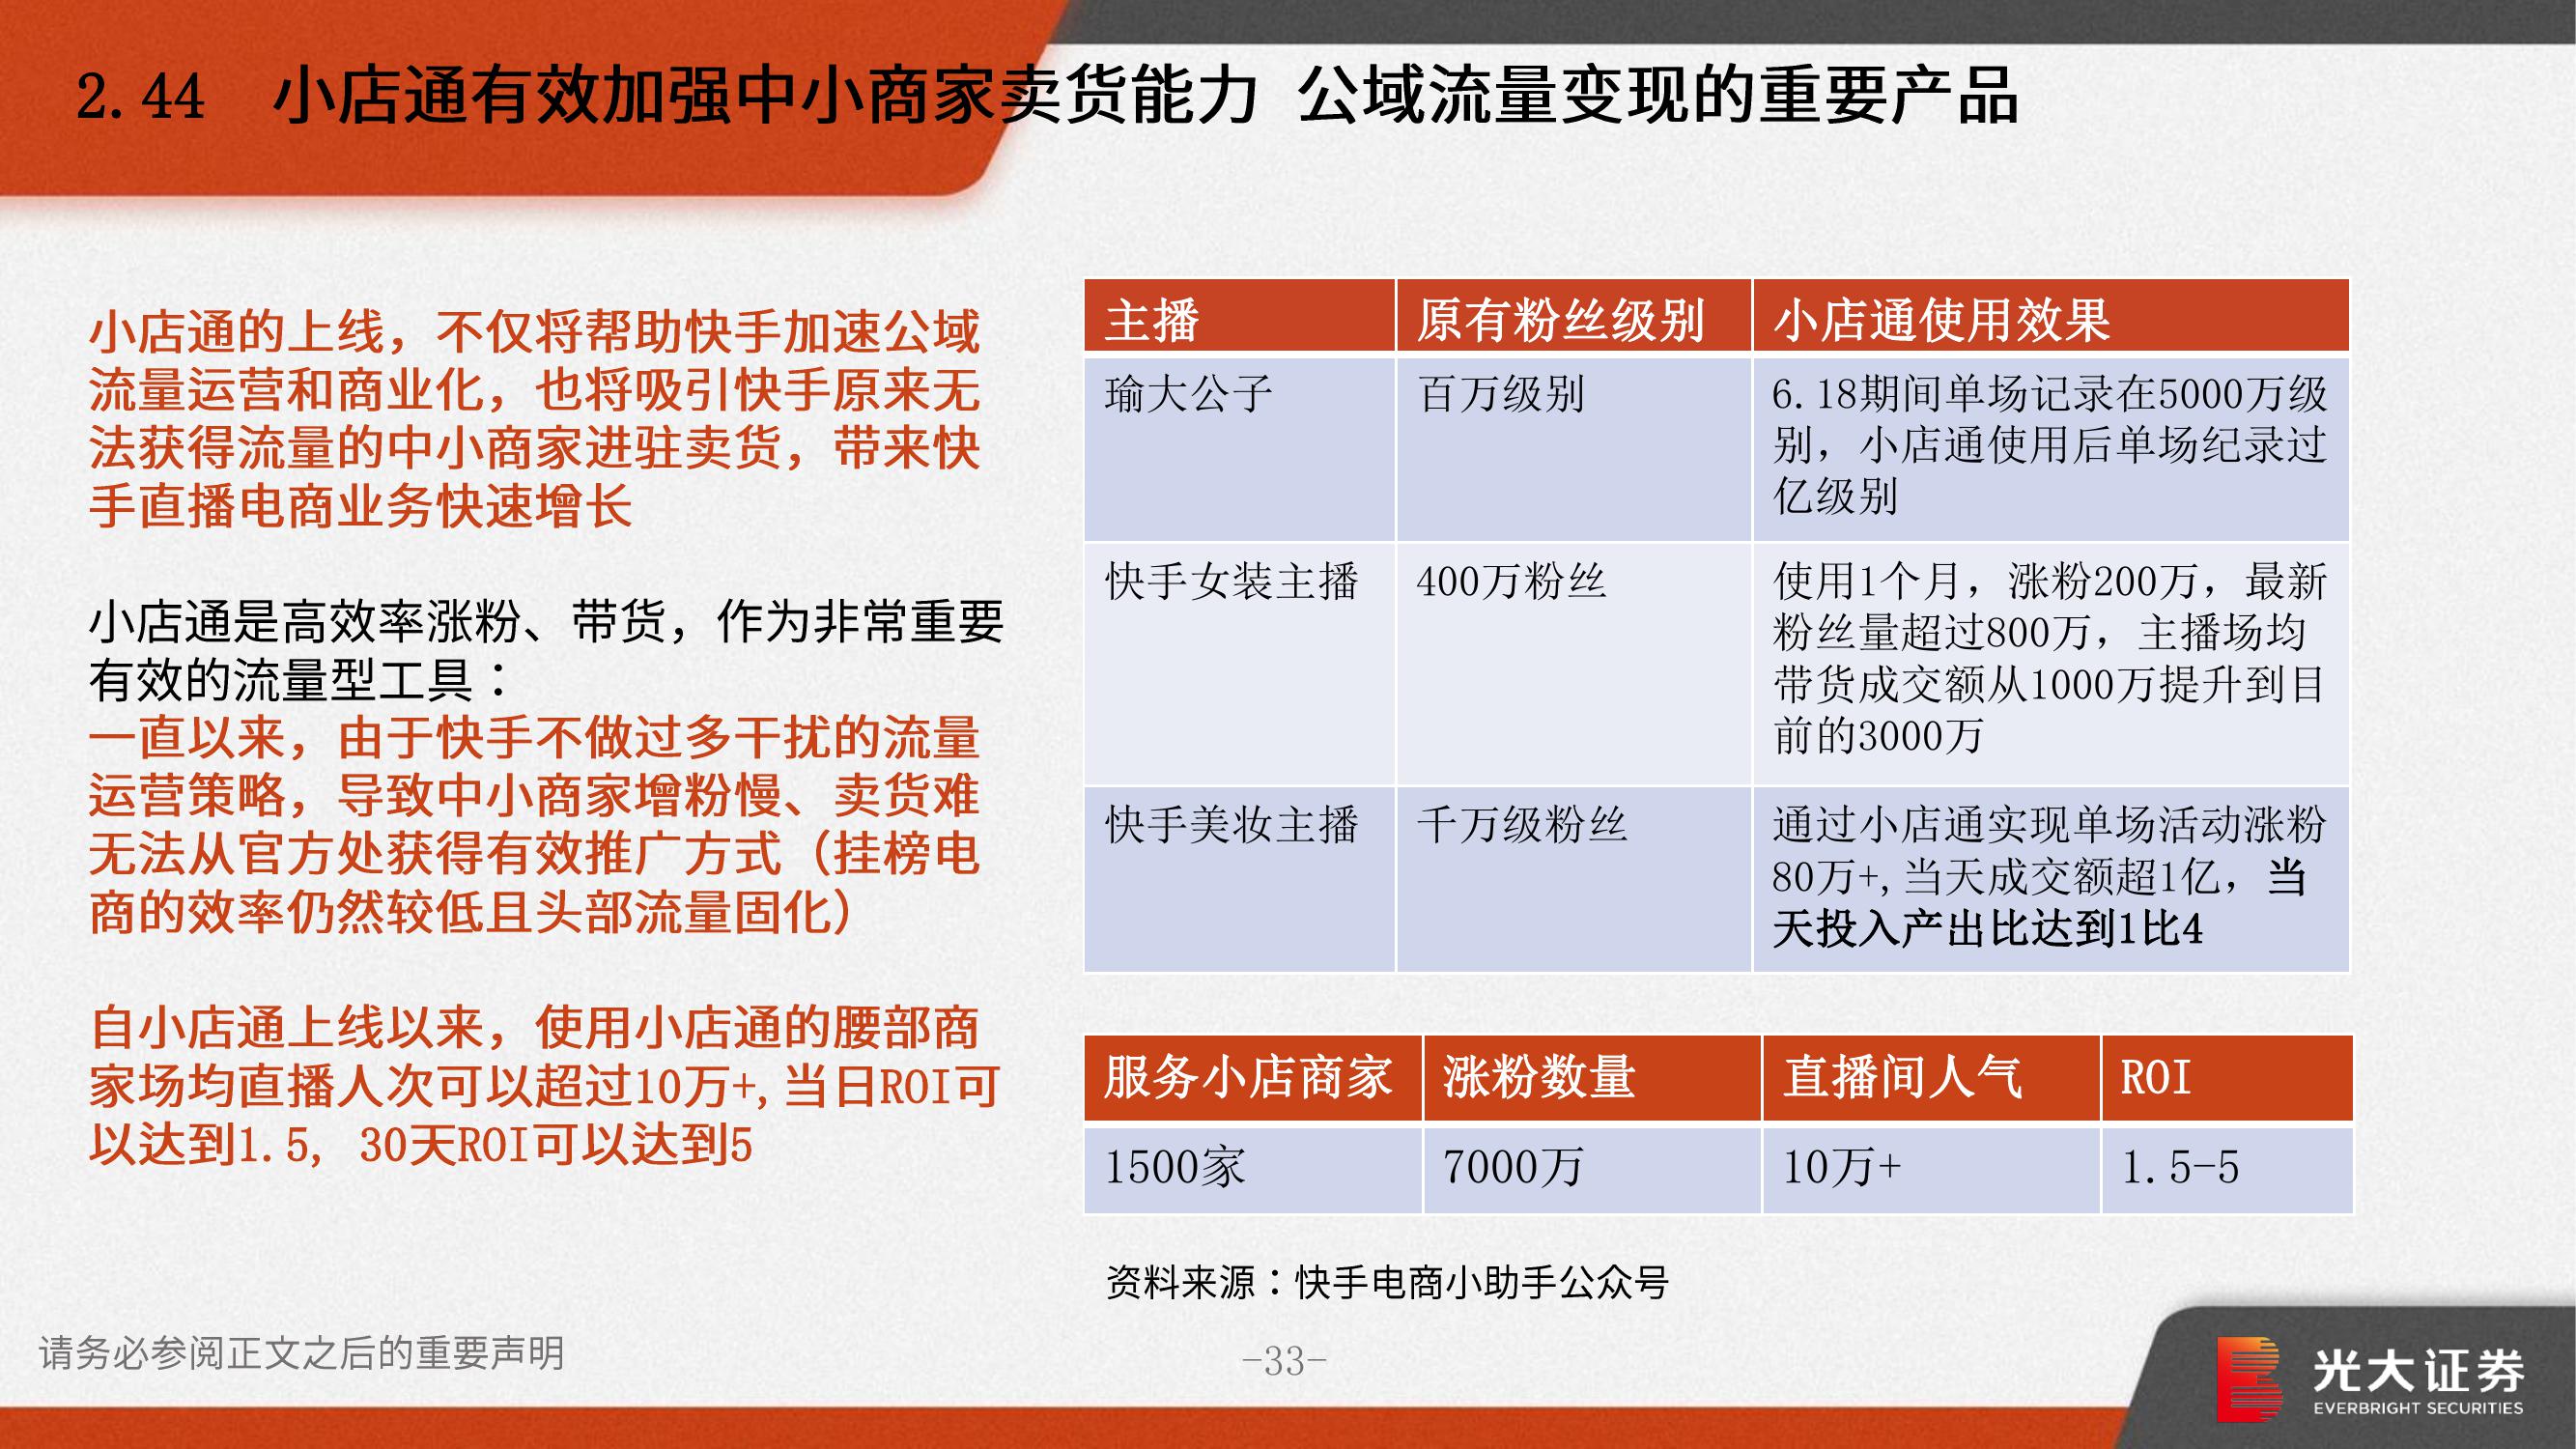 2.44 小店通有效加强中小商家卖货能力 公域流量变现的重要产品
小店通的上线，不仅将帮助快手加速公域
流量运营和商业化，也将吸引快手原来无
法获得流量的中小商家进驻卖货，带来快
手直播电商业务快速增长
小店通是高效率涨粉、带货，作为非常重要
有效的流量型工具：
一直以来，由于快手不做过多干扰的流量
运营策略，导致中小商家增粉慢、卖货难
无法从官方处获得有效推广方式（挂榜电
商的效率仍然较低且头部流量固化）
自小店通上线以来，使用小店通的腰部商
家场均直播人次可以超过10万+,当日ROI可
以达到1.5, 30天ROI可以达到5
主播 原有粉丝级别 小店通使用效果
瑜大公子 百万级别 6.18期间单场记录在5000万级
别，小店通使用后单场纪录过
亿级别
快手女装主播 400万粉丝 使用1个月，涨粉200万，最新
粉丝量超过800万，主播场均
带货成交额从1000万提升到目
前的3000万
快手美妆主播 千万级粉丝 通过小店通实现单场活动涨粉
80万+,当天成交额超1亿，当
天投入产出比达到1比4
服务小店商家 涨粉数量 直播间人气 ROI
1500家 7000万 10万+ 1.5-5
资料来源：快手电商小助手公众号
请务必参阅正文之后的重要声明
-33-
光大证券
EVERBRIGHT SECURITIES